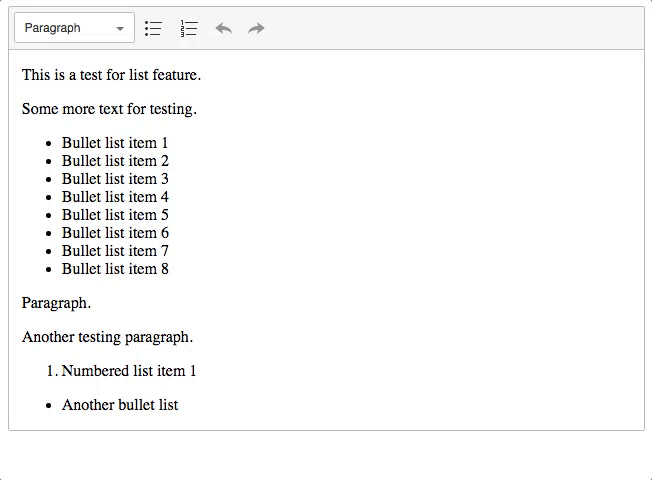 Paragraph
This is a test for list feature.
Some more text for testing.
• Bullet list item 1
• Bullet list item 2
• Bullet list item 3
• Bullet list item 4
• Bullet list item 5
• Bullet list item 6
• Bullet list item 7
• Bullet list item 8
Paragraph.
Another testing paragraph.
1. Numbered list item 1
• Another bullet list